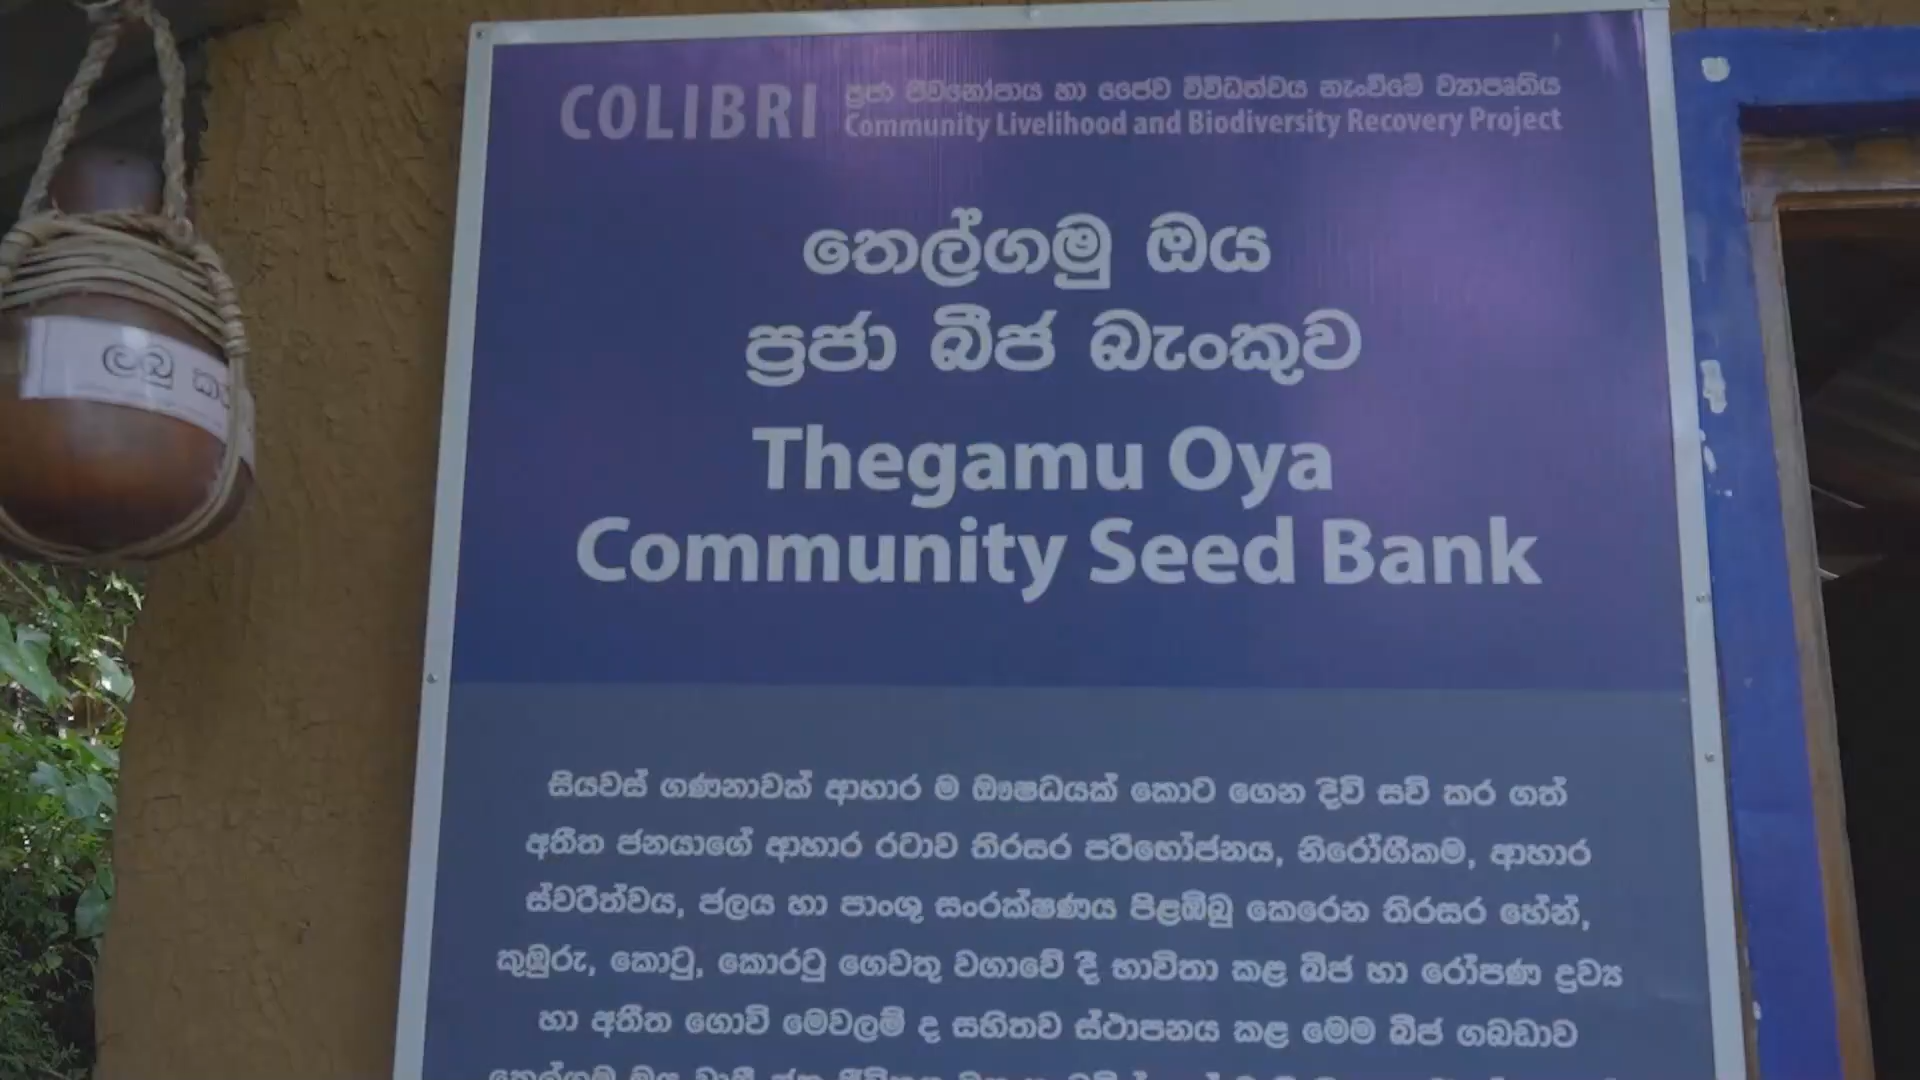 COLIBRI
ප්‍රජා ජීවනෝපාය හා ජෛව විවිධත්වය නැංවීමේ ව්‍යාපෘතිය
Community Livelihood and Biodiversity Recovery Project
තෙල්ගමු ඔය
ප්‍රජා බීජ බැංකුව
Thegamu Oya
Community Seed Bank
ලබු
සියවස් ගණනාවක් ආහාර ම ඖෂධයක් කොට ගෙන දිවි සවි කර ගත්
අතීත ජනයාගේ ආහාර රටාව තිරසර පරිභෝජනය, නිරෝගීකම, ආහාර
ස්වරීත්වය, ජලය හා පාංශු සංරක්ෂණය පිළඹිබු කෙරෙන තිරසර හේන්,
කුඹුරු, කොටු, කොරටු ගෙවතු වගාවේ දී භාවිතා කළ බීජ හා රෝපණ ද්‍රව්‍ය
හා අතීත ගොවි මෙවලම් ද සහිතව ස්ථාපනය කළ මෙම බීජ ගබඩාව